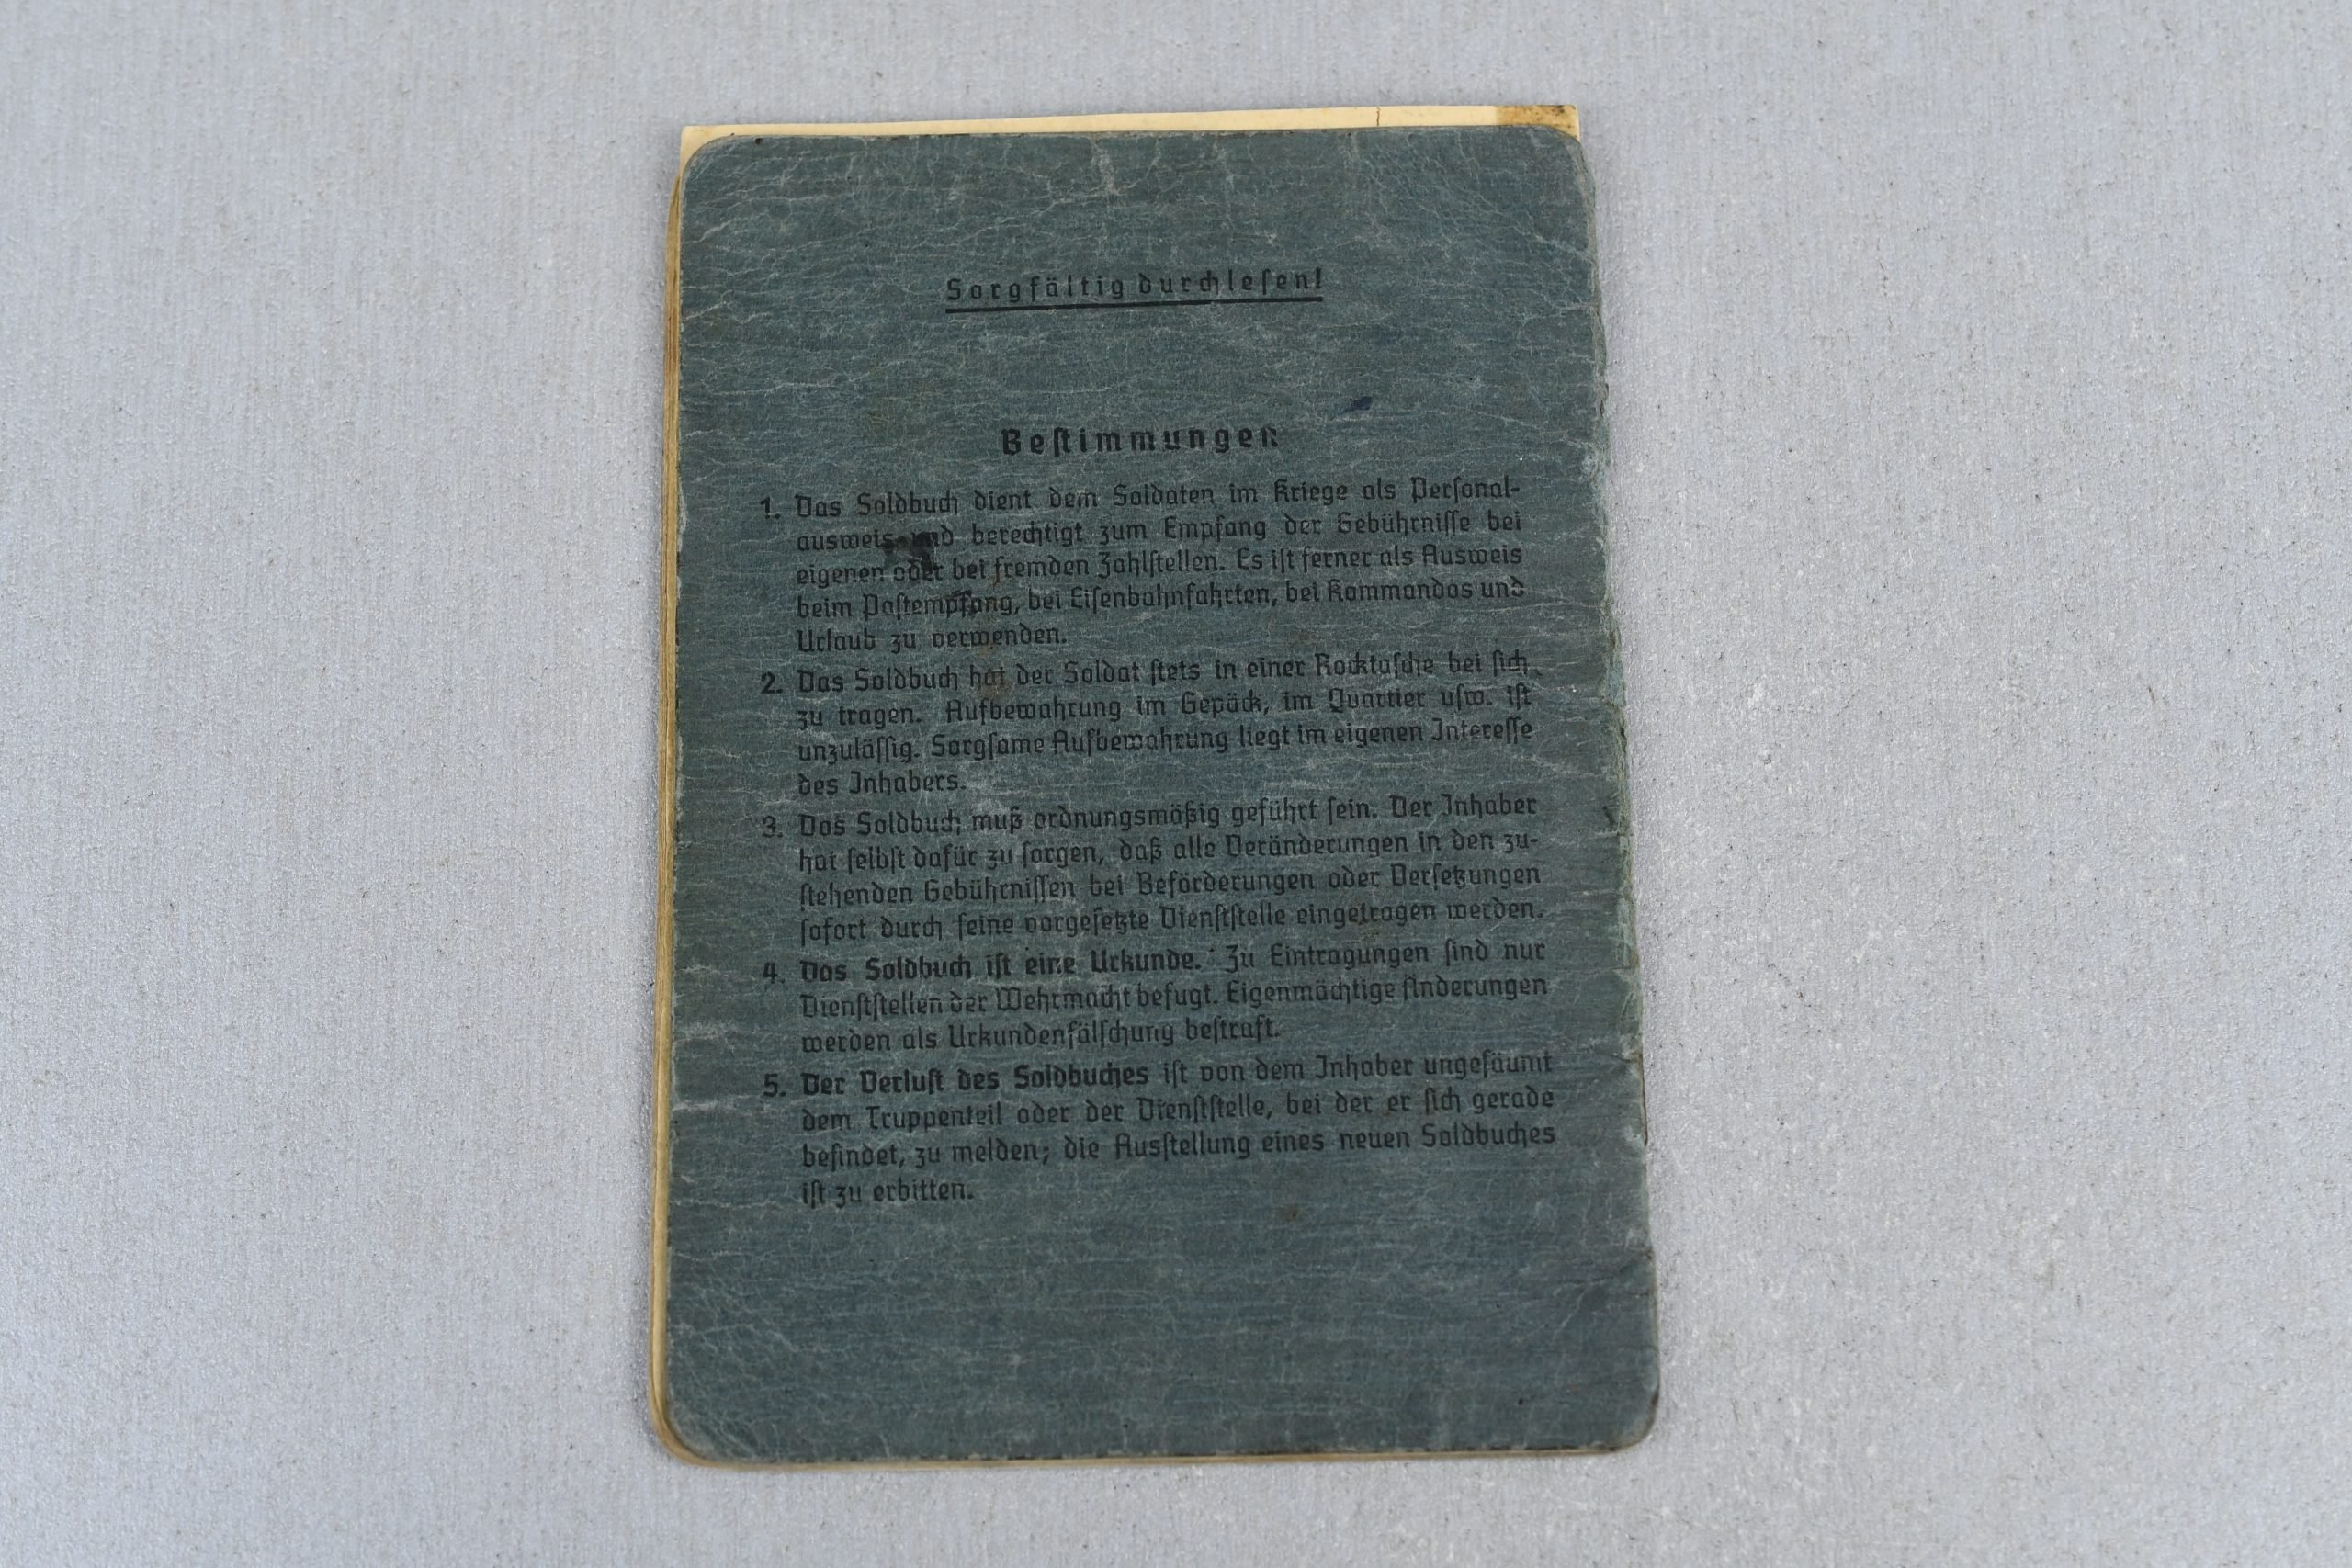 Sorgfältig durchlesen!
Bestimmungen
1. Das Soldbuch dient dem Soldaten im Kriege als Personal-
ausweis und berechtigt zum Empfang der Gebührnisse bei
eigenen oder bei fremden Zahlstellen. Es ist ferner als Ausweis
beim Postempfang, bei Eisenbahnfahrten, bei Kommandos und
Urlaub zu verwenden.
2. Das Soldbuch hat der Soldat stets in einer Rocktasche bei sich
zu tragen. Aufbewahrung im Gepäck, im Quartier usw. ist
unzulässig. Sorgsame Aufbewahrung liegt im eigenen Interesse
des Inhabers.
3. Das Soldbuch muß ordnungsmäßig geführt sein. Der Inhaber
hat selbst dafür zu sorgen, daß alle Veränderungen in den zu-
stehenden Gebührnissen bei Beförderungen oder Versetzungen
sofort durch seine vorgesetzte Dienststelle eingetragen werden.
4. Das Soldbuch ist eine Urkunde. Zu Eintragungen sind nur
Dienststellen der Wehrmacht befugt. Eigenmächtige Änderungen
werden als Urkundenfälschung bestraft.
5. Der Verlust des Soldbuches ist von dem Inhaber ungesäumt
dem Truppenteil oder der Dienststelle, bei der er sich gerade
befindet, zu melden; die Ausstellung eines neuen Soldbuches
ist zu erbitten.